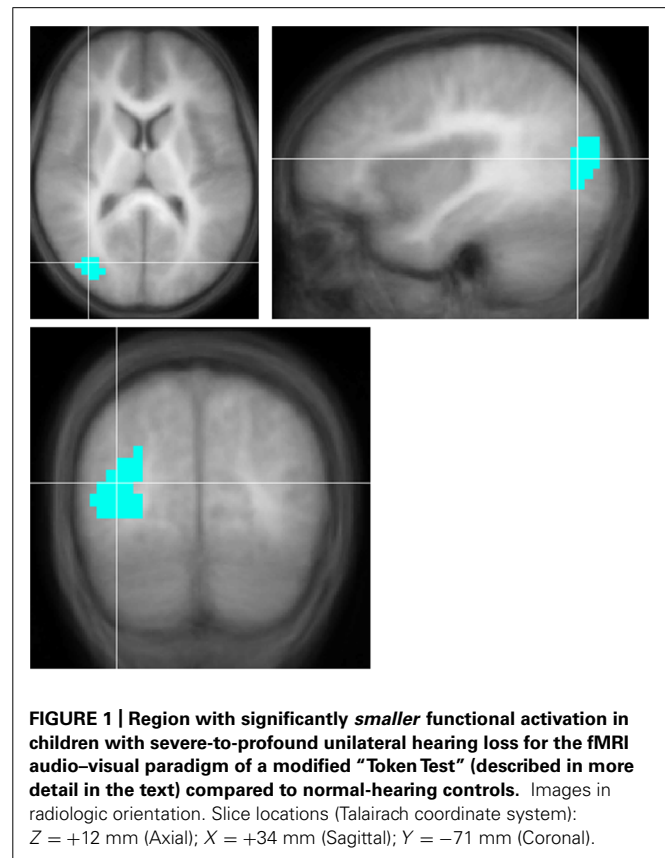 FIGURE 1 | Region with significantly smaller functional activation in
children with severe-to-profound unilateral hearing loss for the fMRI
audio–visual paradigm of a modified “Token Test” (described in more
detail in the text) compared to normal-hearing controls. Images in
radiologic orientation. Slice locations (Talairach coordinate system):
Z = +12 mm (Axial); X = +34 mm (Sagittal); Y = −71 mm (Coronal).